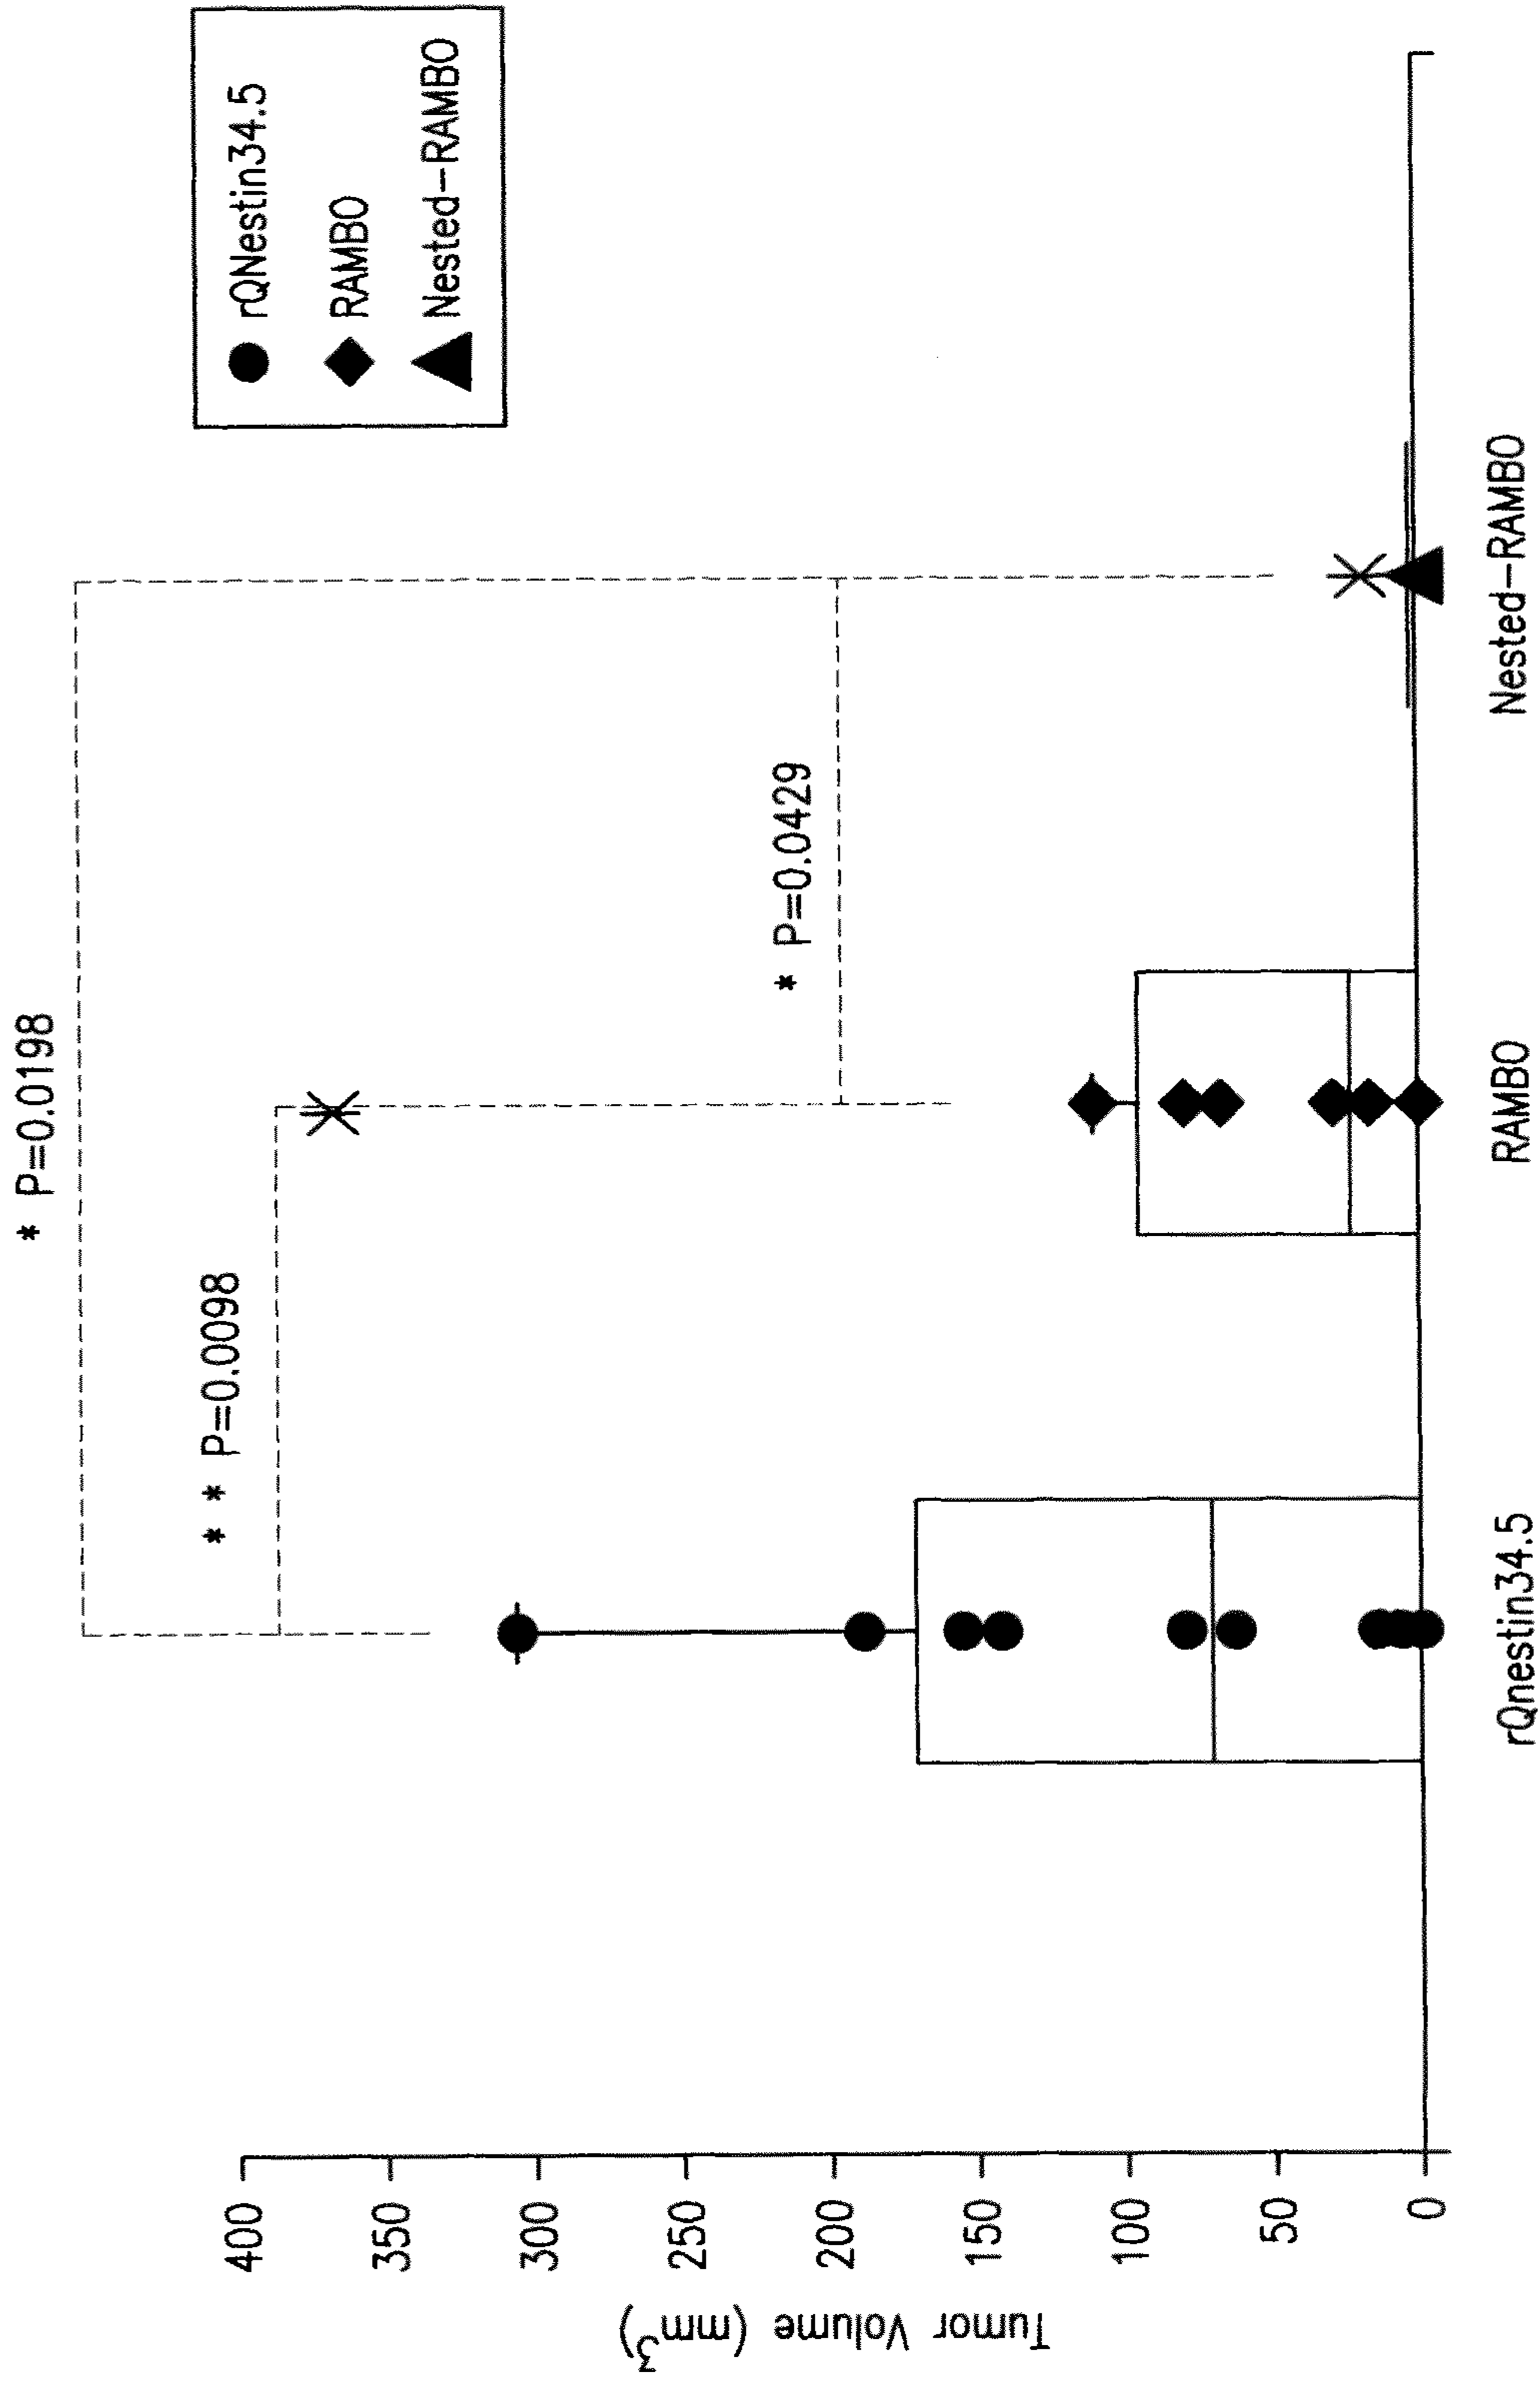 * P=0.0198
* * P=0.0098
* P=0.0429
rQNestin34.5
RAMBO
Nested-RAMBO
Tumor Volume (mm3)
400
350
300
250
200
150
100
50
0
rQnestin34.5
RAMBO
Nested-RAMBO